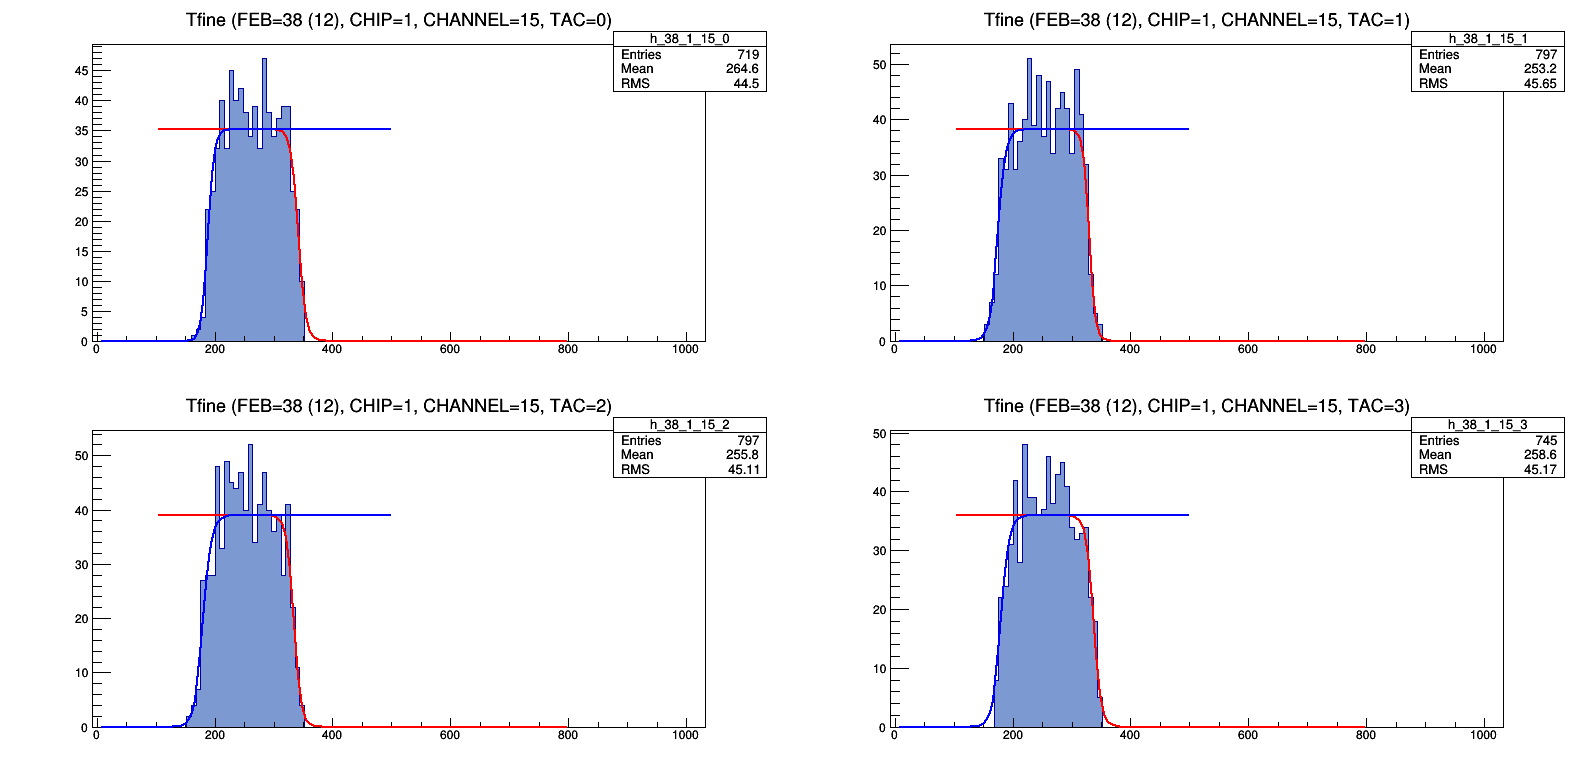 Tfine (FEB=38 (12), CHIP=1, CHANNEL=15, TAC=0)
h_38_1_15_0
Entries 719
Mean 264.6
RMS 44.5
45
40
35
30
25
20
15
10
5
0
0 200 400 600 800 1000
Tfine (FEB=38 (12), CHIP=1, CHANNEL=15, TAC=1)
h_38_1_15_1
Entries 797
Mean 253.2
RMS 45.65
50
40
30
20
10
0
0 200 400 600 800 1000
Tfine (FEB=38 (12), CHIP=1, CHANNEL=15, TAC=2)
h_38_1_15_2
Entries 797
Mean 255.8
RMS 45.11
50
40
30
20
10
0
0 200 400 600 800 1000
Tfine (FEB=38 (12), CHIP=1, CHANNEL=15, TAC=3)
h_38_1_15_3
Entries 745
Mean 258.6
RMS 45.17
50
40
30
20
10
0
0 200 400 600 800 1000